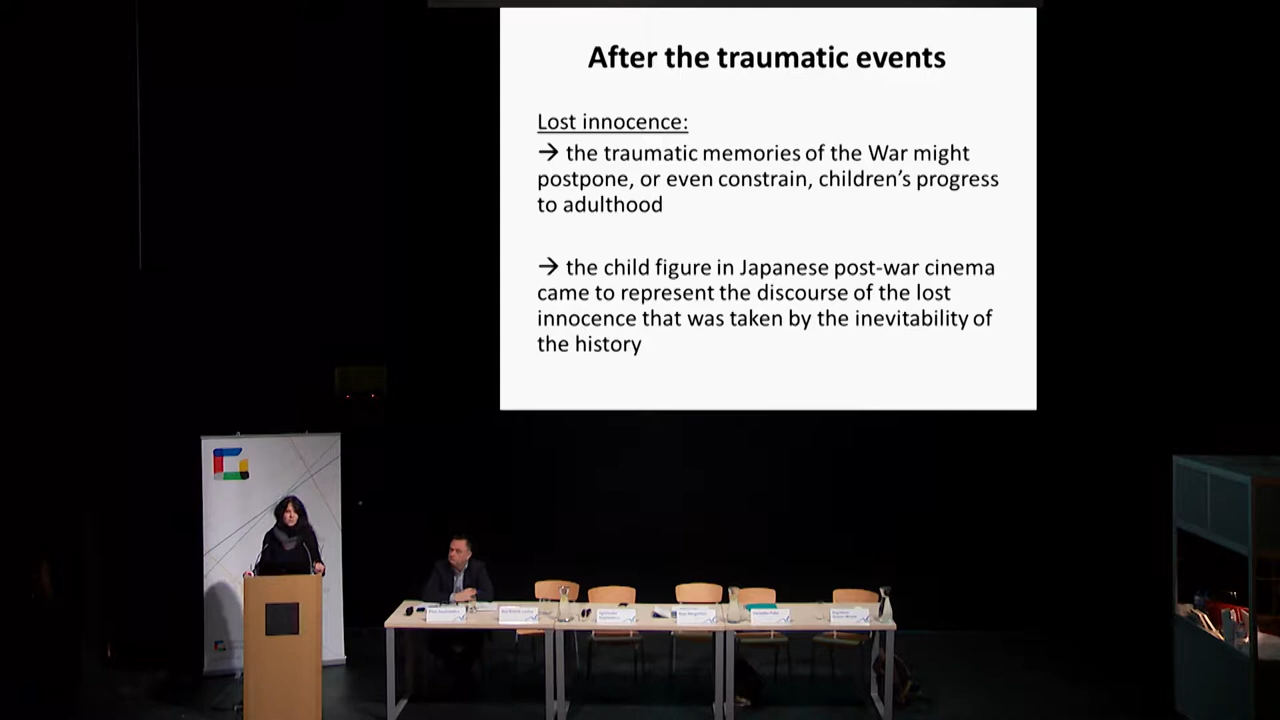 After the traumatic events
Lost innocence:
→ the traumatic memories of the War might
postpone, or even constrain, children’s progress
to adulthood
→ the child figure in Japanese post-war cinema
came to represent the discourse of the lost
innocence that was taken by the inevitability of
the history